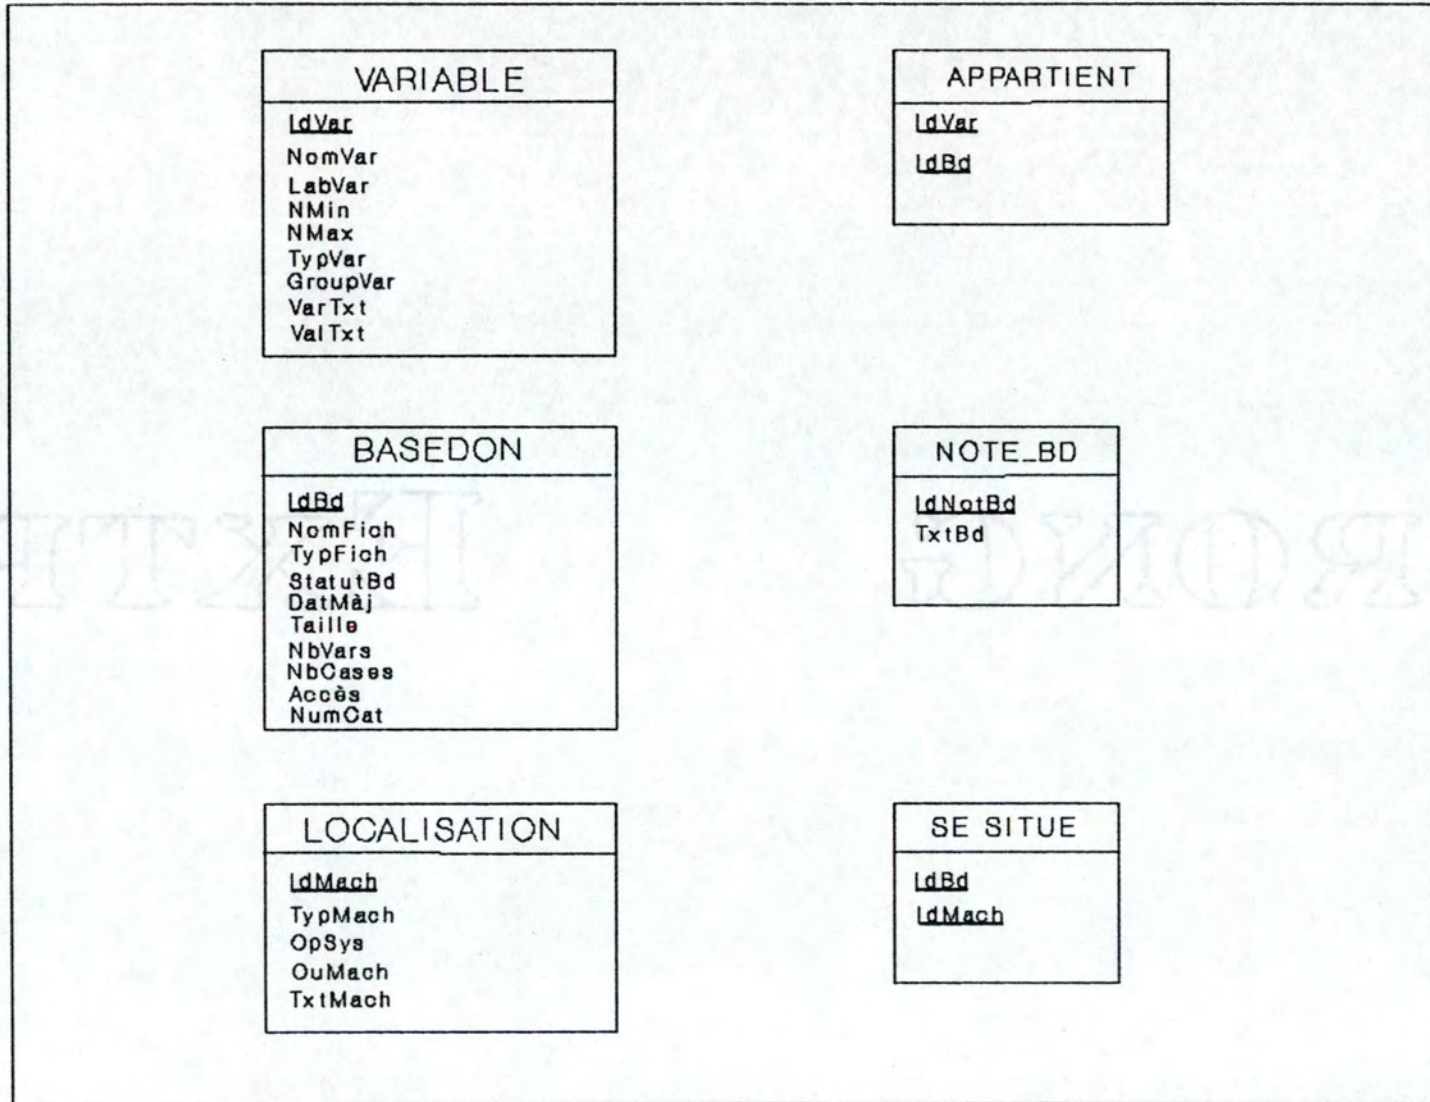 VARIABLE
IdVar
NomVar
LabVar
NMin
NMax
TypVar
GroupVar
VarTxt
ValTxt
APPARTIENT
IdVar
IdBd
BASEDON
IdBd
NomFich
TypFich
StatutBd
DatMàj
Taille
NbVars
NbCases
Accès
NumCat
NOTE_BD
IdNotBd
TxtBd
LOCALISATION
IdMach
TypMach
OpSys
OuMach
TxtMach
SE SITUE
IdBd
IdMach